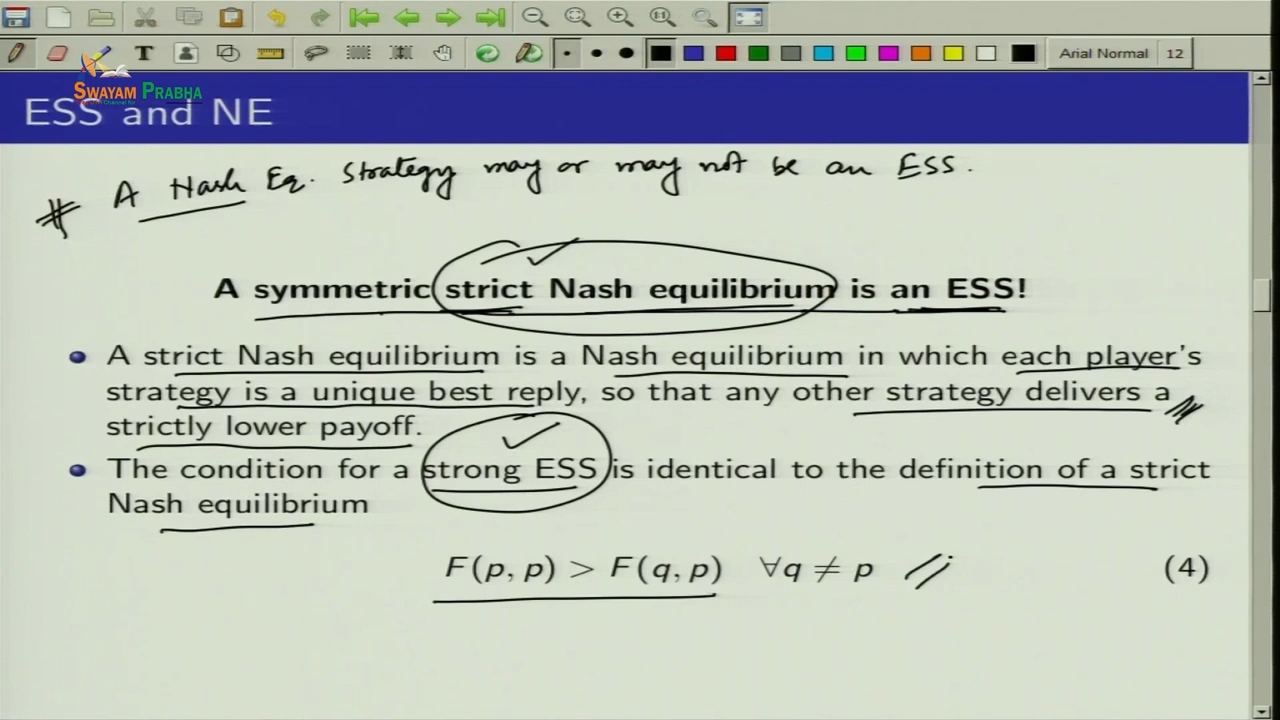 Arial Normal 12
SWAYAM PRABHA
ESS and NE
# A Nash Eq. Strategy may or may not be an ESS.
A symmetric strict Nash equilibrium is an ESS!
A strict Nash equilibrium is a Nash equilibrium in which each player's
strategy is a unique best reply, so that any other strategy delivers a
strictly lower payoff.
The condition for a strong ESS is identical to the definition of a strict
Nash equilibrium
F(p, p) > F(q, p) ∀q ≠ p (4)